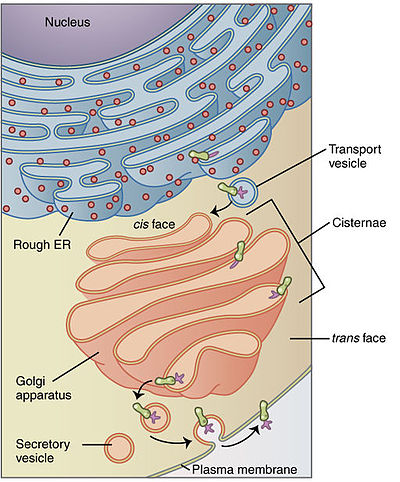 Nucleus
Transport
vesicle
cis face
Cisternae
Rough ER
trans face
Golgi
apparatus
Secretory
vesicle
Plasma membrane